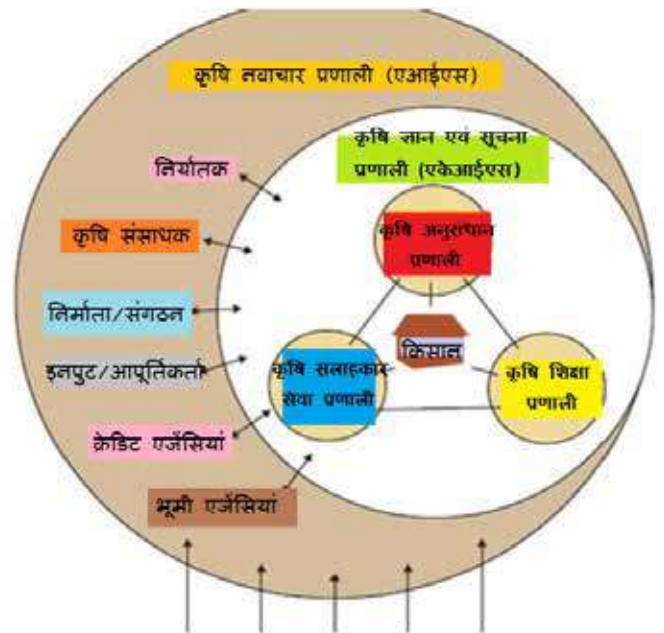 कृषि नवाचार प्रणाली (एआईएस)
कृषि ज्ञान एवं सूचना
प्रणाली (एकेआईएस)
निर्यातक
कृषि अनुसंधान
प्रणाली
कृषि संसाधक
निर्माता/संगठन
किसान
इनपुट/आपूर्तिकर्ता
कृषि सलाहकार
सेवा प्रणाली
कृषि शिक्षा
प्रणाली
क्रेडिट एजेंसियां
भूमी एजेंसियां